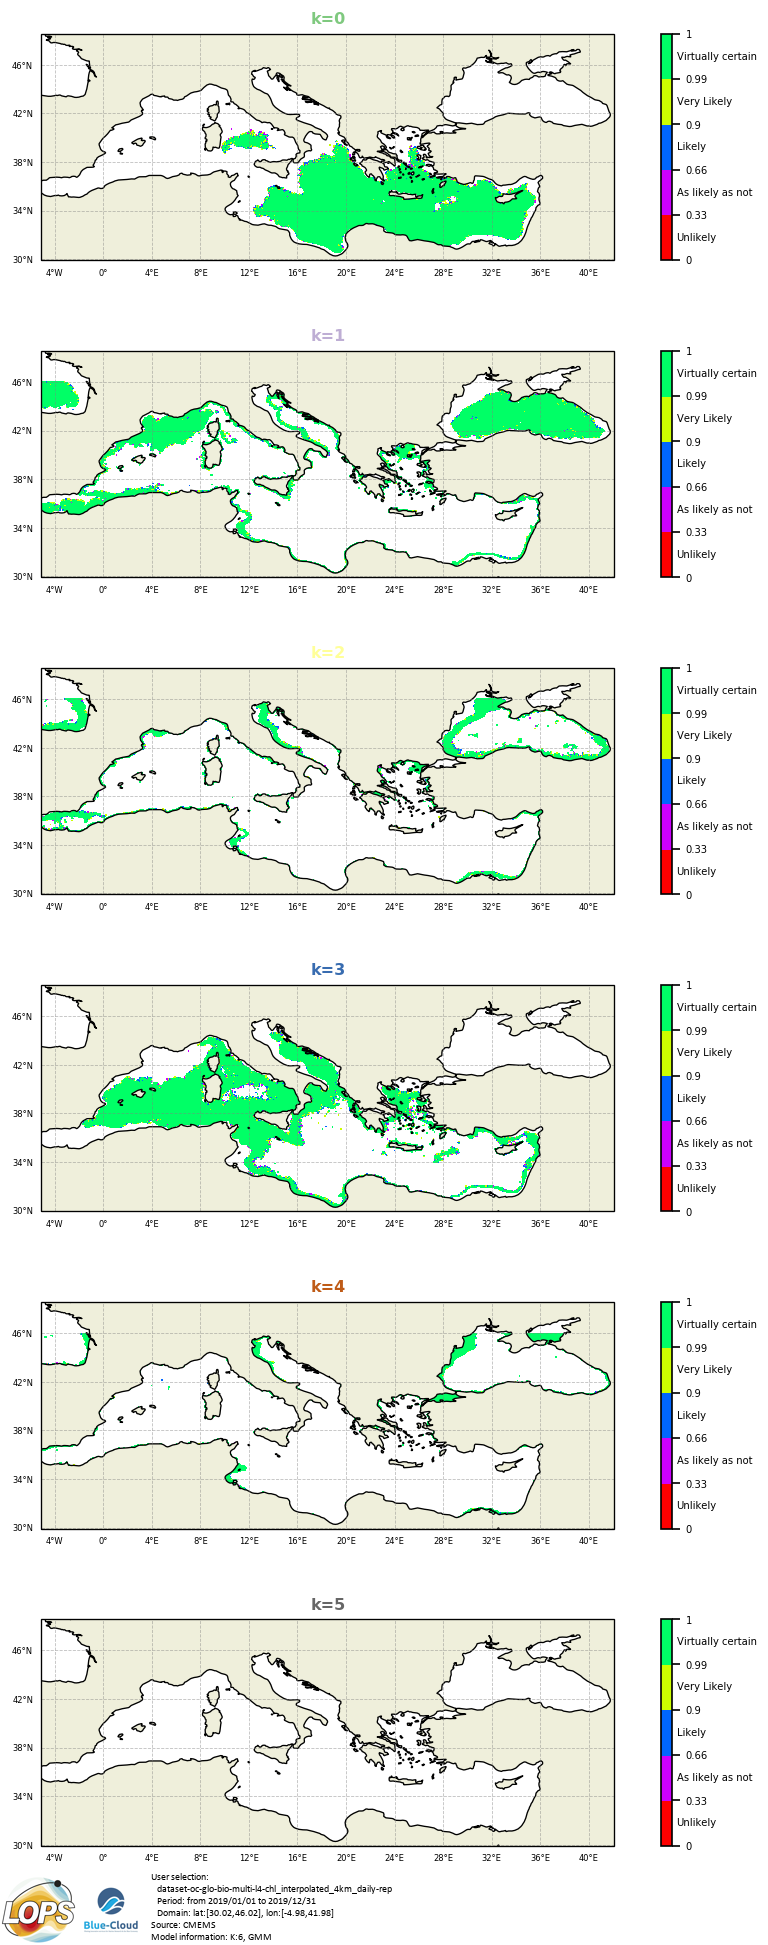 k=0
46°N
42°N
38°N
34°N
30°N
4°W 0° 4°E 8°E 12°E 16°E 20°E 24°E 28°E 32°E 36°E 40°E
1
Virtually certain
0.99
Very Likely
0.9
Likely
0.66
As likely as not
0.33
Unlikely
0
k=1
46°N
42°N
38°N
34°N
30°N
4°W 0° 4°E 8°E 12°E 16°E 20°E 24°E 28°E 32°E 36°E 40°E
1
Virtually certain
0.99
Very Likely
0.9
Likely
0.66
As likely as not
0.33
Unlikely
0
k=2
46°N
42°N
38°N
34°N
30°N
4°W 0° 4°E 8°E 12°E 16°E 20°E 24°E 28°E 32°E 36°E 40°E
1
Virtually certain
0.99
Very Likely
0.9
Likely
0.66
As likely as not
0.33
Unlikely
0
k=3
46°N
42°N
38°N
34°N
30°N
4°W 0° 4°E 8°E 12°E 16°E 20°E 24°E 28°E 32°E 36°E 40°E
1
Virtually certain
0.99
Very Likely
0.9
Likely
0.66
As likely as not
0.33
Unlikely
0
k=4
46°N
42°N
38°N
34°N
30°N
4°W 0° 4°E 8°E 12°E 16°E 20°E 24°E 28°E 32°E 36°E 40°E
1
Virtually certain
0.99
Very Likely
0.9
Likely
0.66
As likely as not
0.33
Unlikely
0
k=5
46°N
42°N
38°N
34°N
30°N
4°W 0° 4°E 8°E 12°E 16°E 20°E 24°E 28°E 32°E 36°E 40°E
1
Virtually certain
0.99
Very Likely
0.9
Likely
0.66
As likely as not
0.33
Unlikely
0
LOPS
Blue-Cloud
User selection:
dataset-oc-glo-bio-multi-l4-chl_interpolated_4km_daily-rep
Period: from 2019/01/01 to 2019/12/31
Domain: lat:[30.02,46.02], lon:[-4.98,41.98]
Source: CMEMS
Model information: K:6, GMM